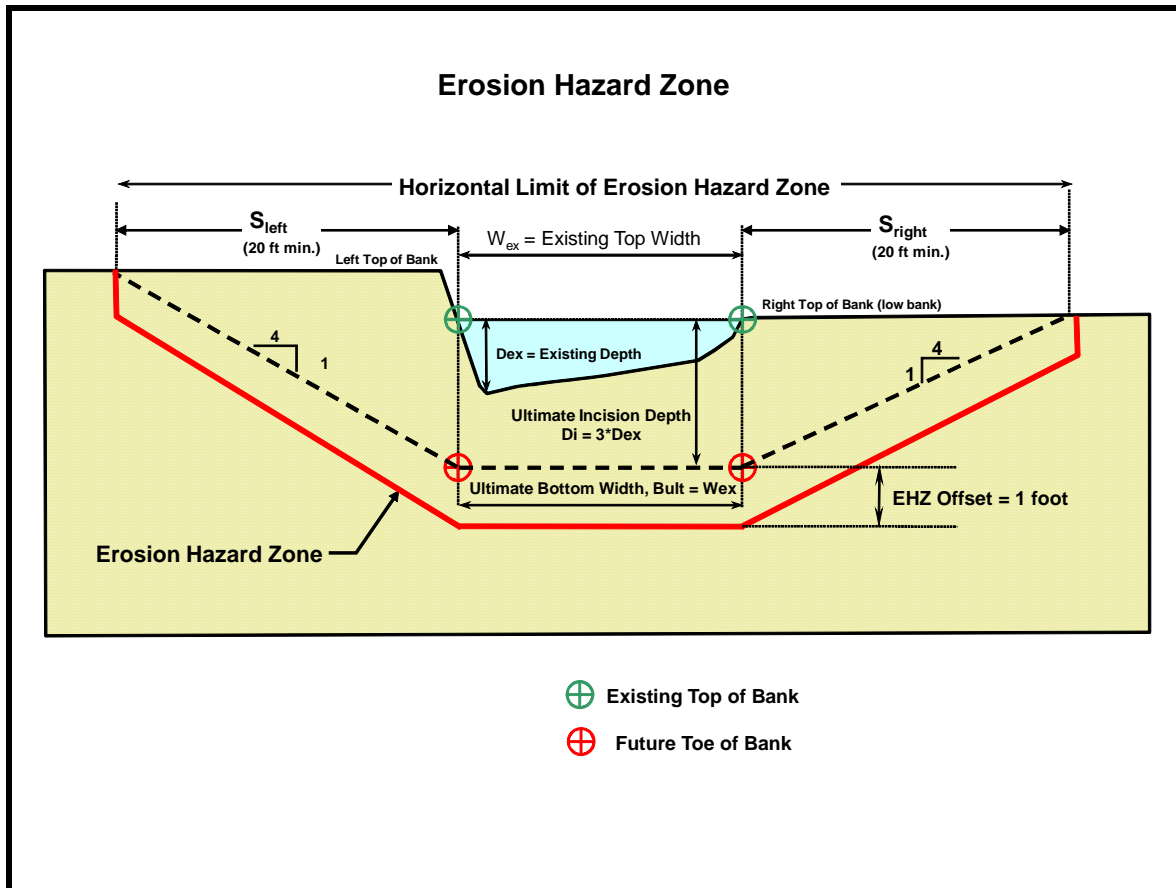 Erosion Hazard Zone
Horizontal Limit of Erosion Hazard Zone
Sleft
(20 ft min.)
Wex = Existing Top Width
Sright
(20 ft min.)
Left Top of Bank
Right Top of Bank (low bank)
4
1
Dex = Existing Depth
4
1
Ultimate Incision Depth
Di = 3*Dex
Ultimate Bottom Width, Bult = Wex
EHZ Offset = 1 foot
Erosion Hazard Zone
Existing Top of Bank
Future Toe of Bank